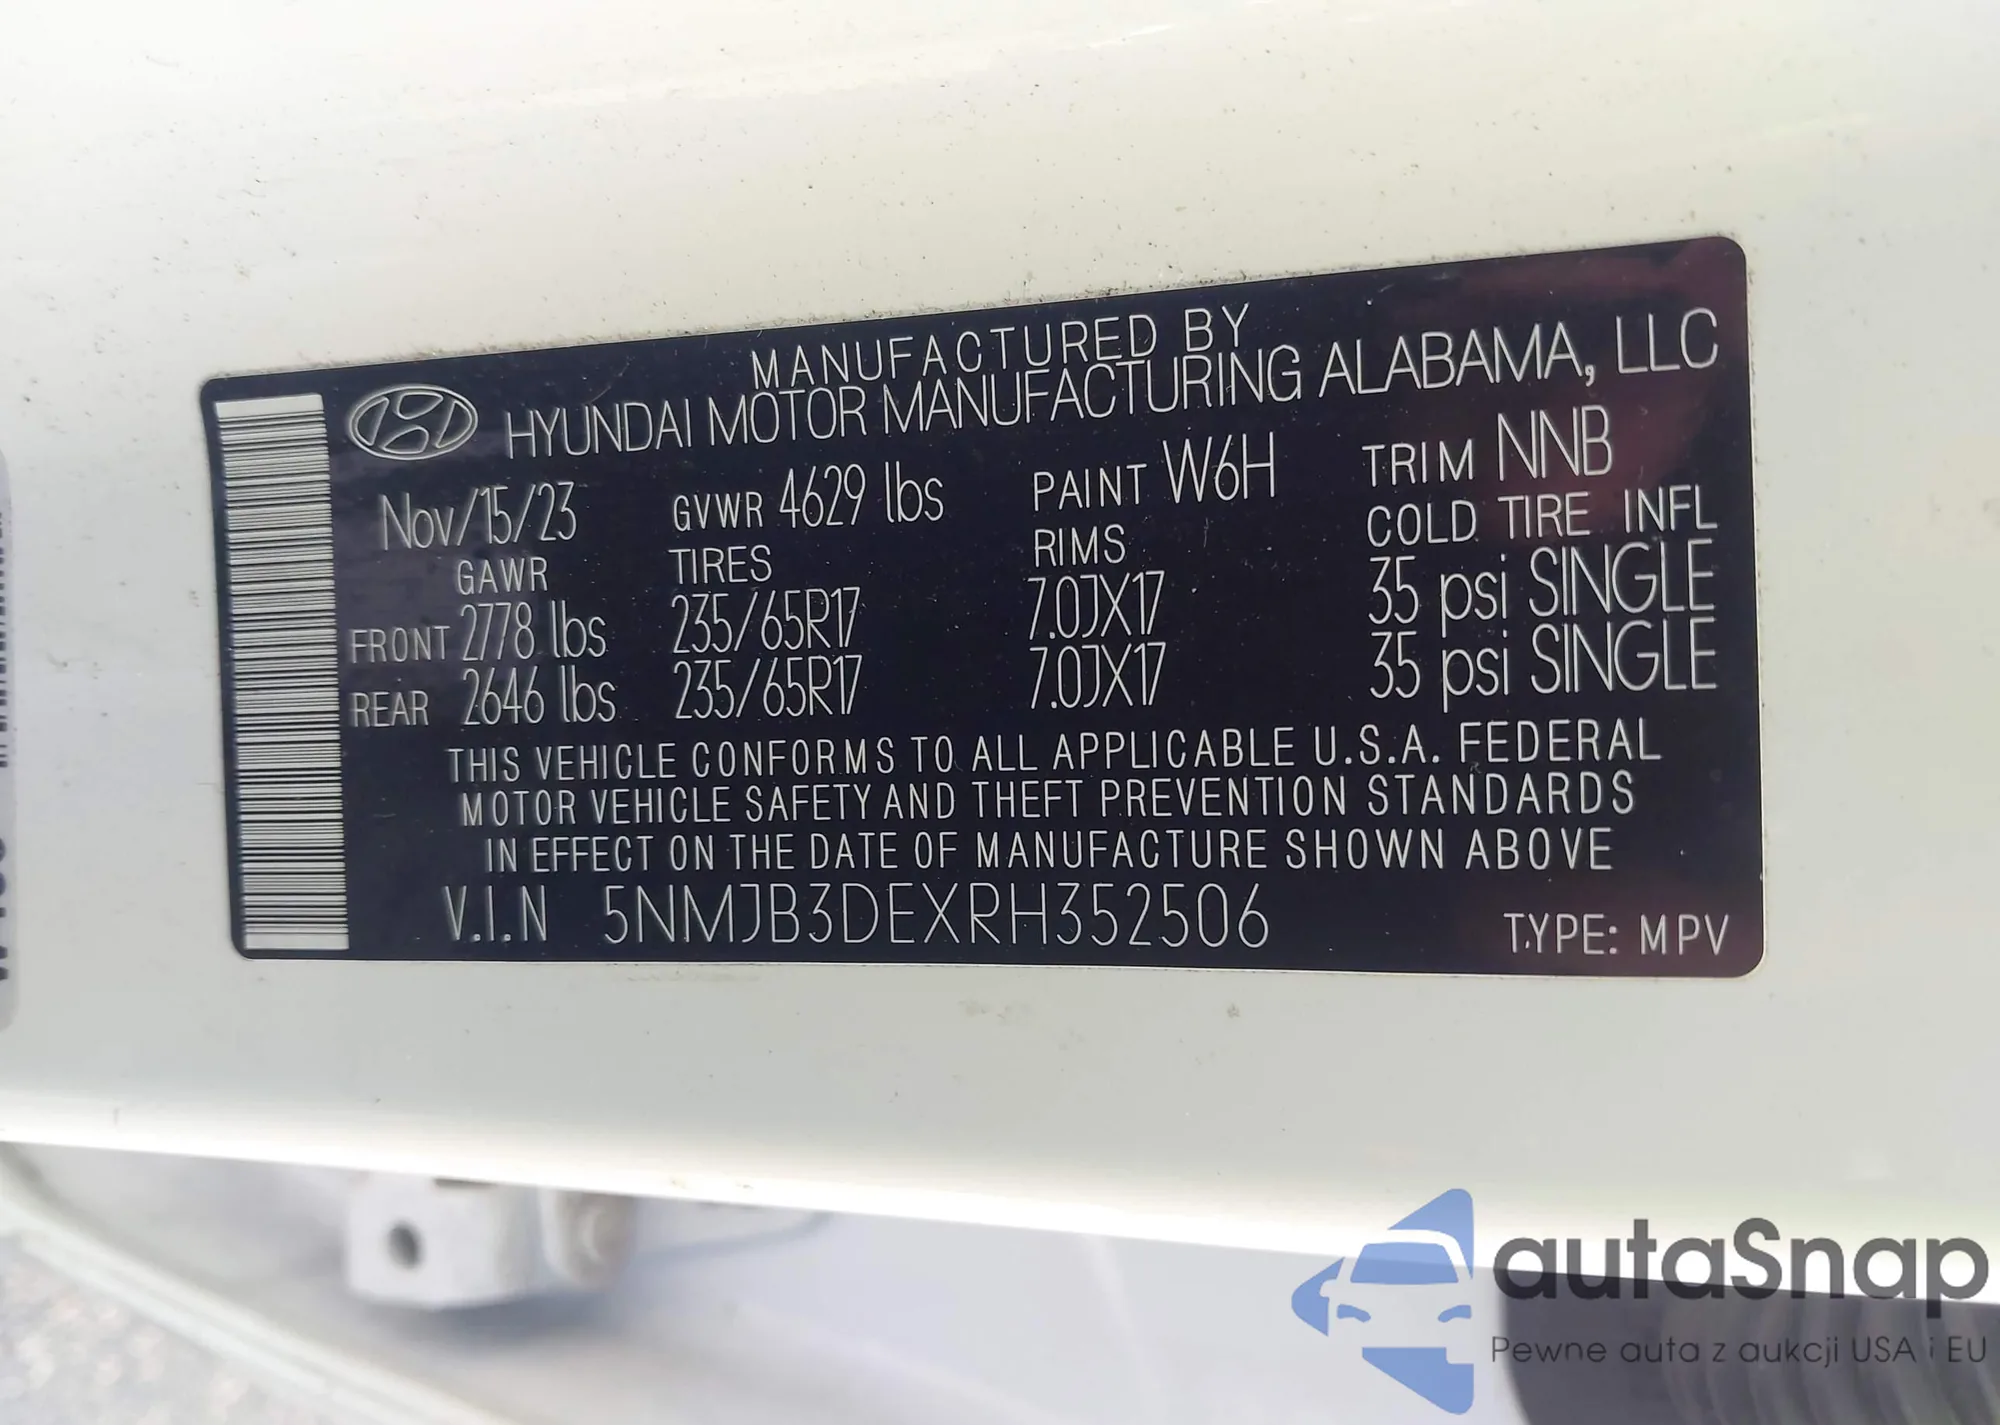 MANUFACTURED BY
HYUNDAI MOTOR MANUFACTURING ALABAMA, LLC
Nov/15/23 GVWR 4629 lbs PAINT W6H TRIM NNB
GAWR TIRES RIMS COLD TIRE INFL
FRONT 2778 lbs 235/65R17 7.0JX17 35 psi SINGLE
REAR 2646 lbs 235/65R17 7.0JX17 35 psi SINGLE
THIS VEHICLE CONFORMS TO ALL APPLICABLE U.S.A. FEDERAL
MOTOR VEHICLE SAFETY AND THEFT PREVENTION STANDARDS
IN EFFECT ON THE DATE OF MANUFACTURE SHOWN ABOVE
V.I.N 5NMJB3DEXRH352506 TYPE: MPV
autaSnap
Pewne auta z aukcji USA i EU